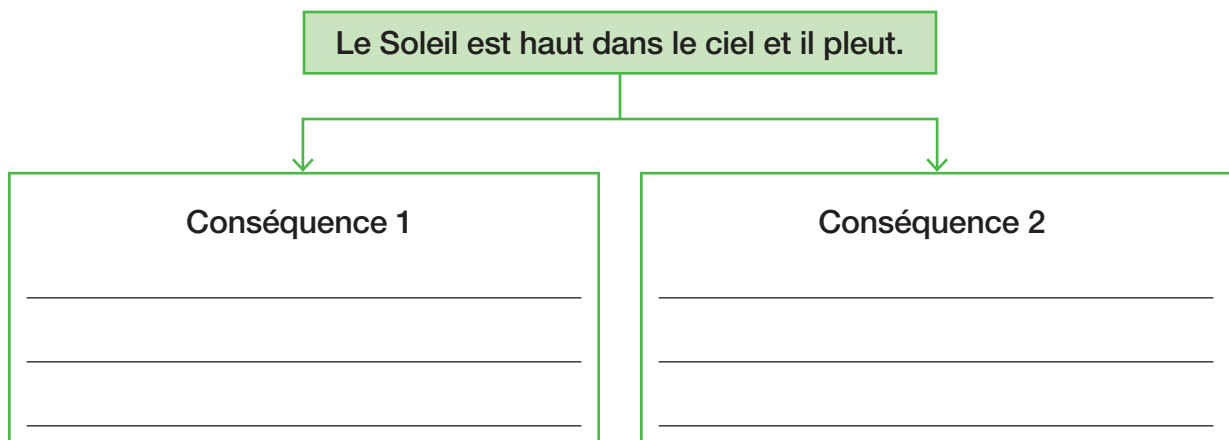 Le Soleil est haut dans le ciel et il pleut.
Conséquence 1
Conséquence 2